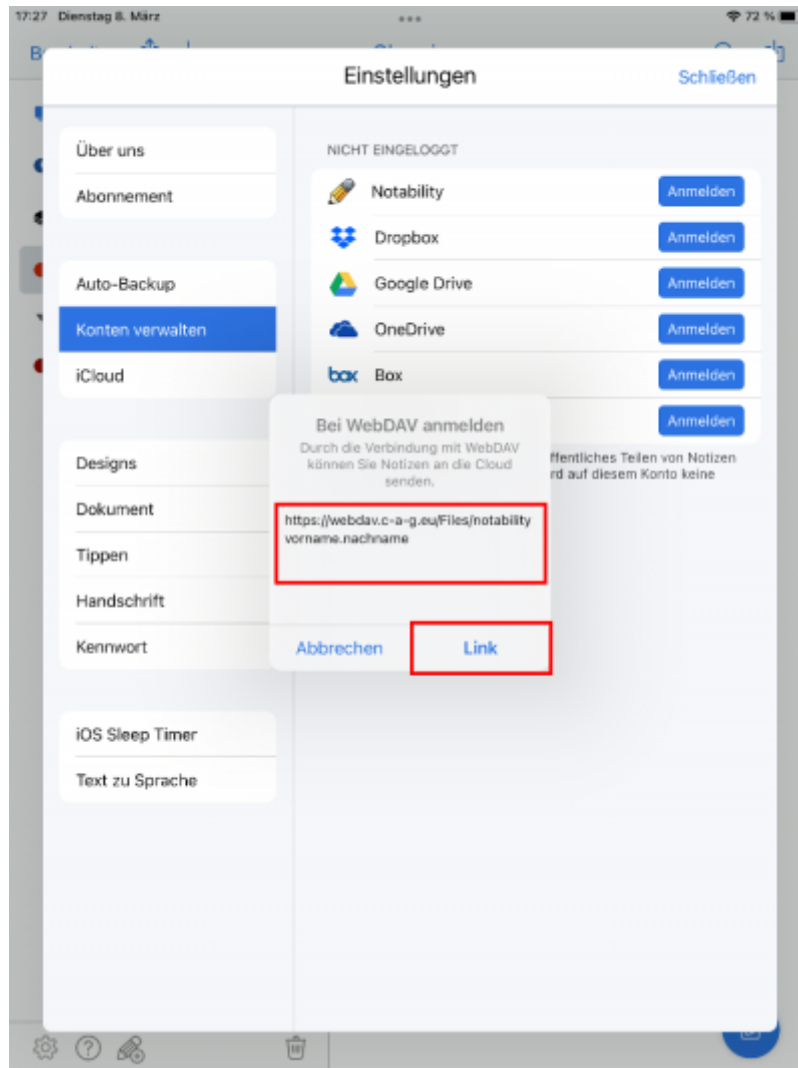 17:27 Dienstag 8. März
72 %
Einstellungen
Schließen
Über uns
Abonnement
Auto-Backup
Konten verwalten
iCloud
Designs
Dokument
Tippen
Handschrift
Kennwort
iOS Sleep Timer
Text zu Sprache
NICHT EINGELOGGT
Notability Anmelden
Dropbox Anmelden
Google Drive Anmelden
OneDrive Anmelden
box Box Anmelden
Anmelden
ffentliches Teilen von Notizen
rd auf diesem Konto keine
Bei WebDAV anmelden
Durch die Verbindung mit WebDAV
können Sie Notizen an die Cloud
senden.
https://webdav.c-a-g.eu/Files/notability
vorname.nachname
Abbrechen
Link